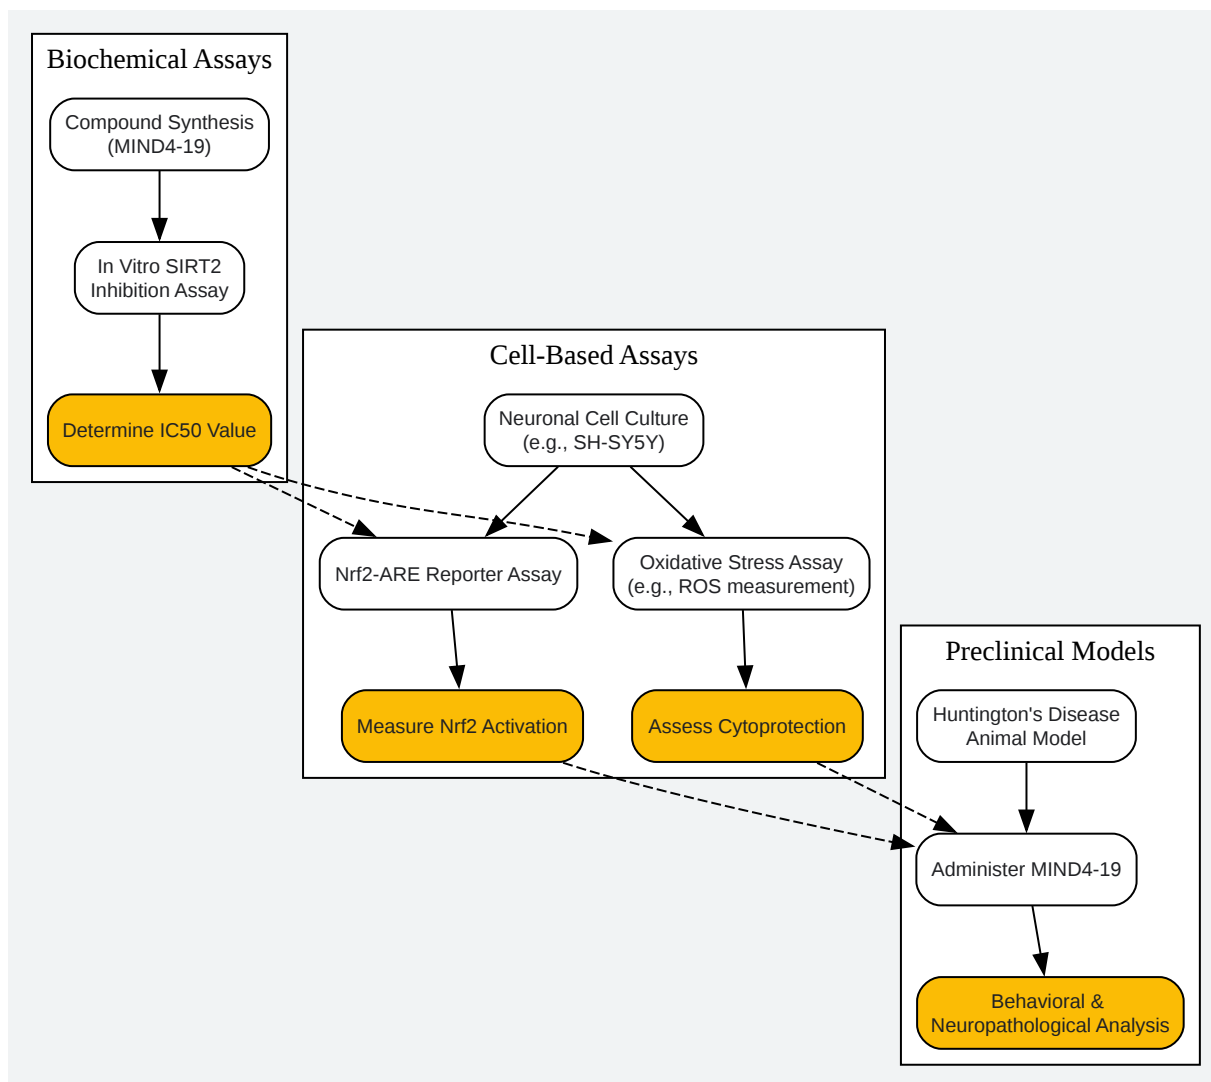 Biochemical Assays
Compound Synthesis
(MIND4-19)
In Vitro SIRT2
Inhibition Assay
Determine IC50 Value
Cell-Based Assays
Neuronal Cell Culture
(e.g., SH-SY5Y)
Nrf2-ARE Reporter Assay
Oxidative Stress Assay
(e.g., ROS measurement)
Measure Nrf2 Activation
Assess Cytoprotection
Preclinical Models
Huntington's Disease
Animal Model
Administer MIND4-19
Behavioral &
Neuropathological Analysis